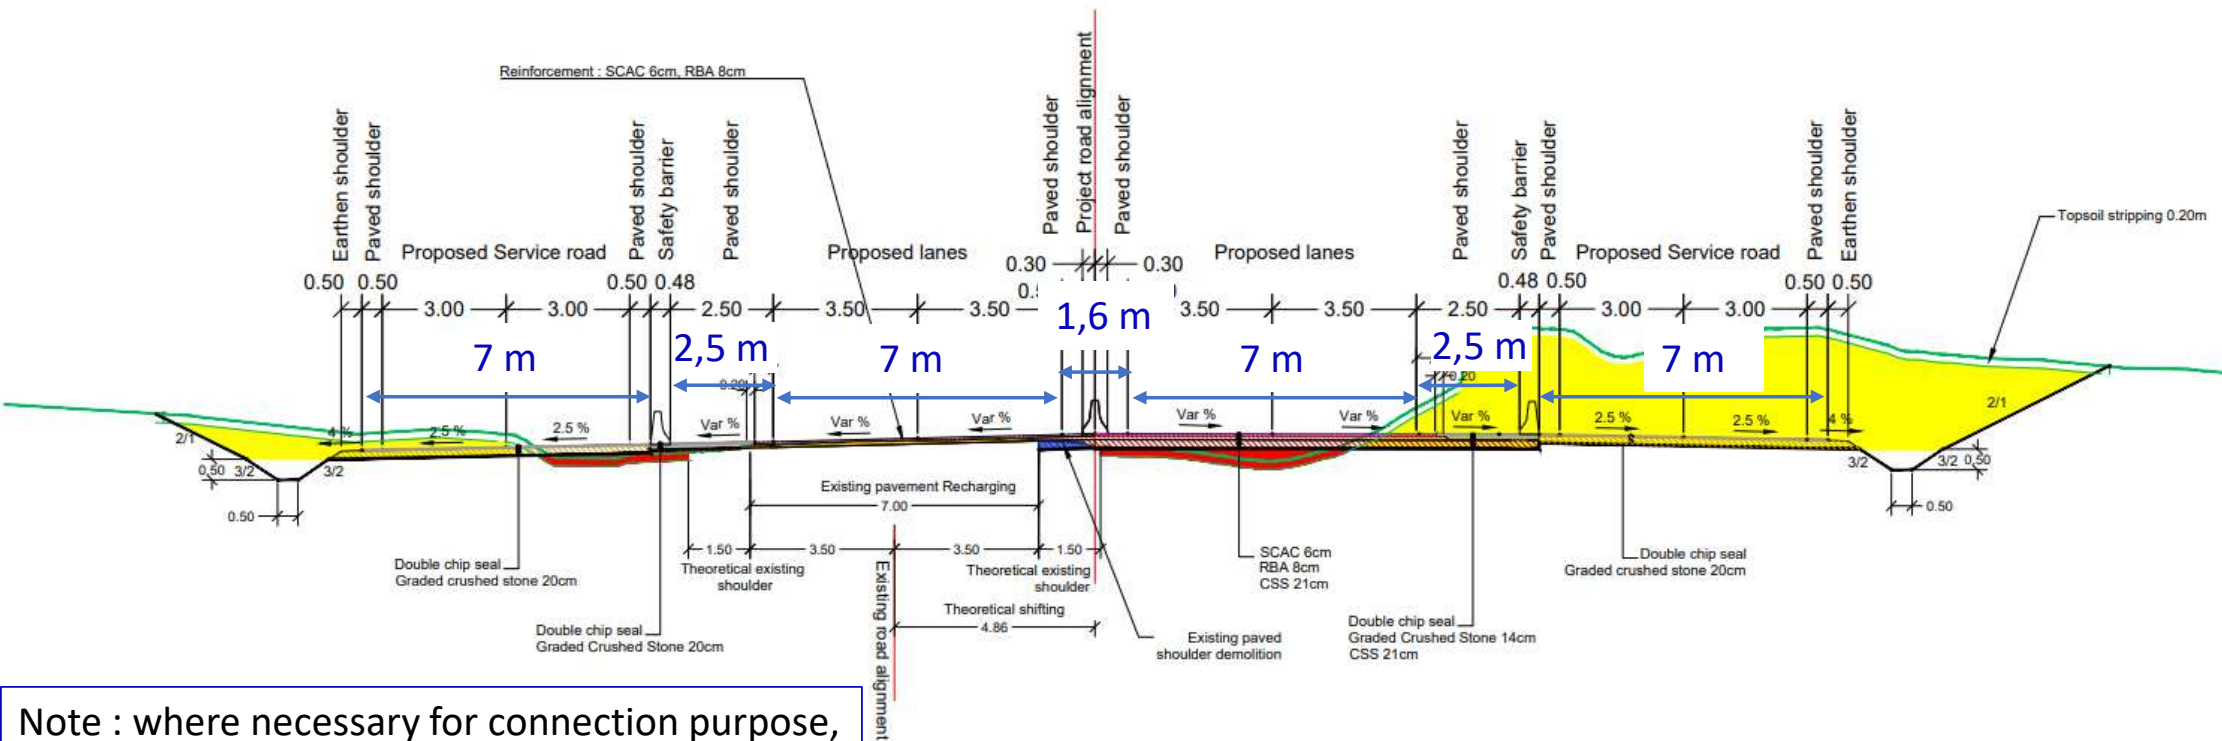 Reinforcement : SCAC 6cm, RBA 8cm
Earthen shoulder
Paved shoulder
Proposed Service road
Paved shoulder
Safety barrier
Paved shoulder
Proposed lanes
Paved shoulder
Project road alignment
Paved shoulder
Proposed lanes
Paved shoulder
Safety barrier
Paved shoulder
Proposed Service road
Paved shoulder
Earthen shoulder
Topsoil stripping 0.20m
0.30 0.30
0.50 0.50 0.50 0.48 0.48 0.50 0.50 0.50
3.00 3.00 2.50 3.50 3.50 3.50 3.50 2.50 3.00 3.00
1,6 m
7 m 2,5 m 7 m 7 m 2,5 m 7 m
0.20 0.20
2/1 4 % 2.5 % 2.5 % Var % Var % Var % Var % Var % Var % 2.5 % 2.5 % 4 % 2/1
0,50 3/2 3/2 3/2 3/2 0,50
0.50 0.50
Existing pavement Recharging
7.00
1.50 3.50 3.50 1.50
Theoretical existing
shoulder
Theoretical existing
shoulder
Theoretical shifting
4.86
Existing road alignment
Double chip seal
Graded crushed stone 20cm
Double chip seal
Graded Crushed Stone 20cm
Existing paved
shoulder demolition
SCAC 6cm
RBA 8cm
CSS 21cm
Double chip seal
Graded Crushed Stone 14cm
CSS 21cm
Double chip seal
Graded crushed stone 20cm
Note : where necessary for connection purpose,